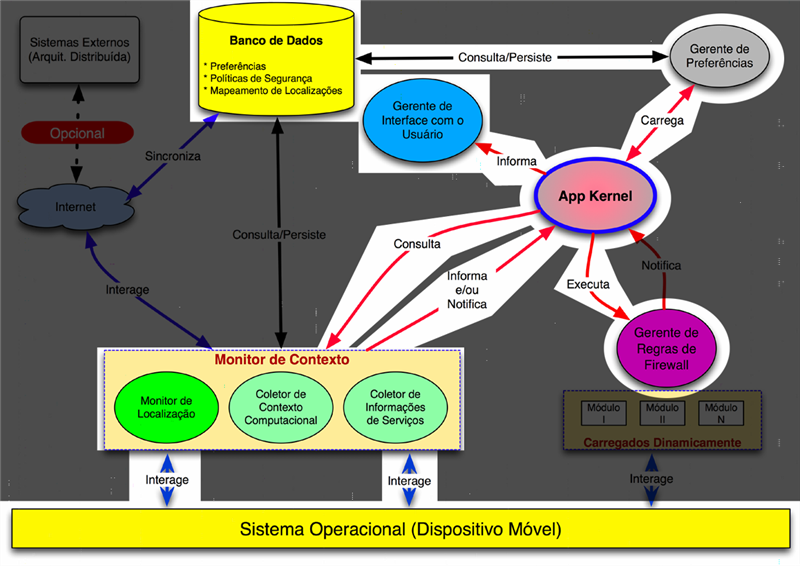 Sistemas Externos
(Arquit. Distribuída)
Opcional
Internet
Sincroniza
Interage
Banco de Dados
* Preferências
* Políticas de Segurança
* Mapeamento de Localizações
Consulta/Persiste
Gerente de
Preferências
Gerente de
Interface com o
Usuário
Informa
Carrega
App Kernel
Consulta/Persiste
Consulta
Informa
e/ou
Notifica
Executa
Notifica
Gerente de
Regras de
Firewall
Monitor de Contexto
Monitor de
Localização
Coletor de
Contexto
Computacional
Coletor de
Informações
de Serviços
Módulo
I
Módulo
II
Módulo
N
Carregados Dinamicamente
Interage
Interage
Interage
Sistema Operacional (Dispositivo Móvel)